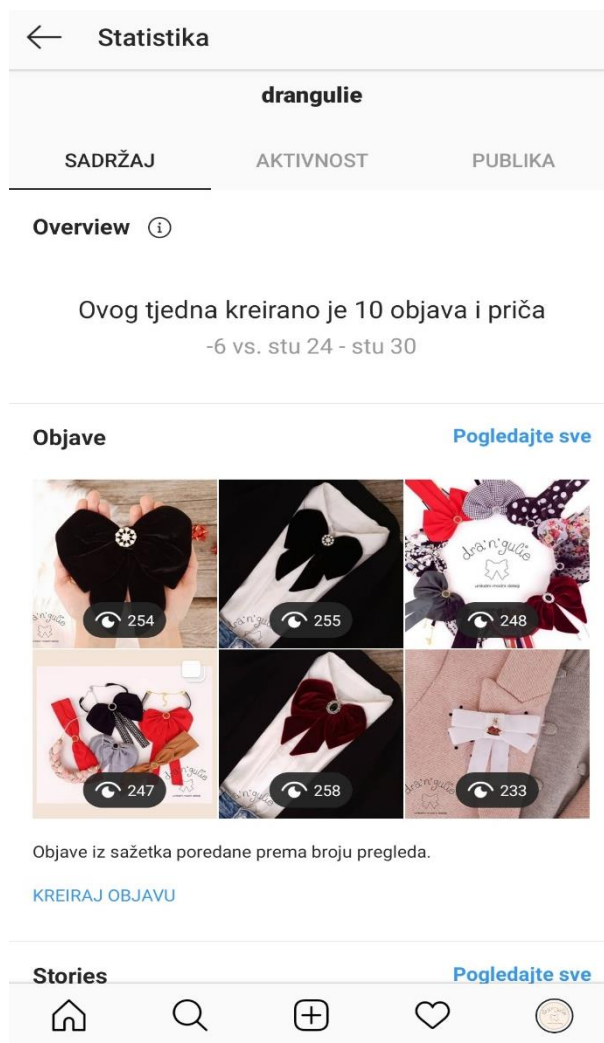 Statistika
drangulie
SADRŽAJ
AKTIVNOST
PUBLIKA
Overview
Ovog tjedna kreirano je 10 objava i priča
-6 vs. stu 24 - stu 30
Objave
Pogledajte sve
254
255
dra'n'gulie
248
247
258
233
Objave iz sažetka poredane prema broju pregleda.
KREIRAJ OBJAVU
Stories
Pogledajte sve